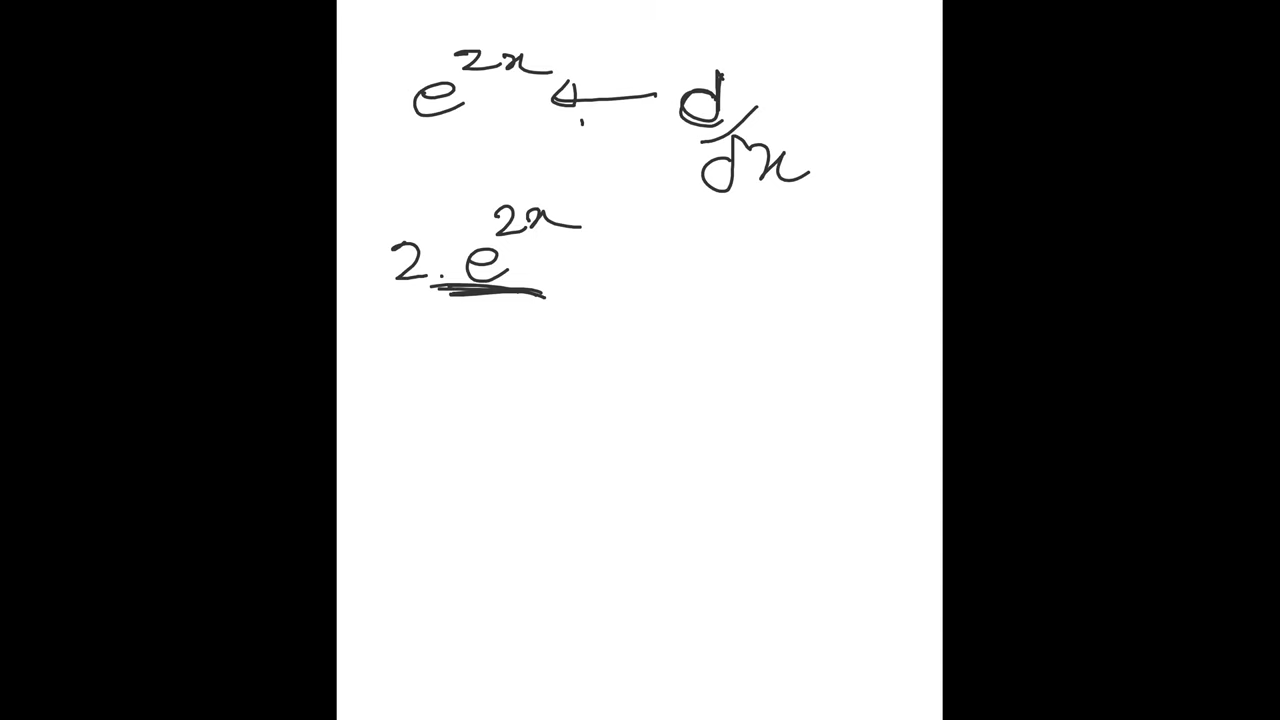 e^{2x} ← d/dx
2 . e^{2x}